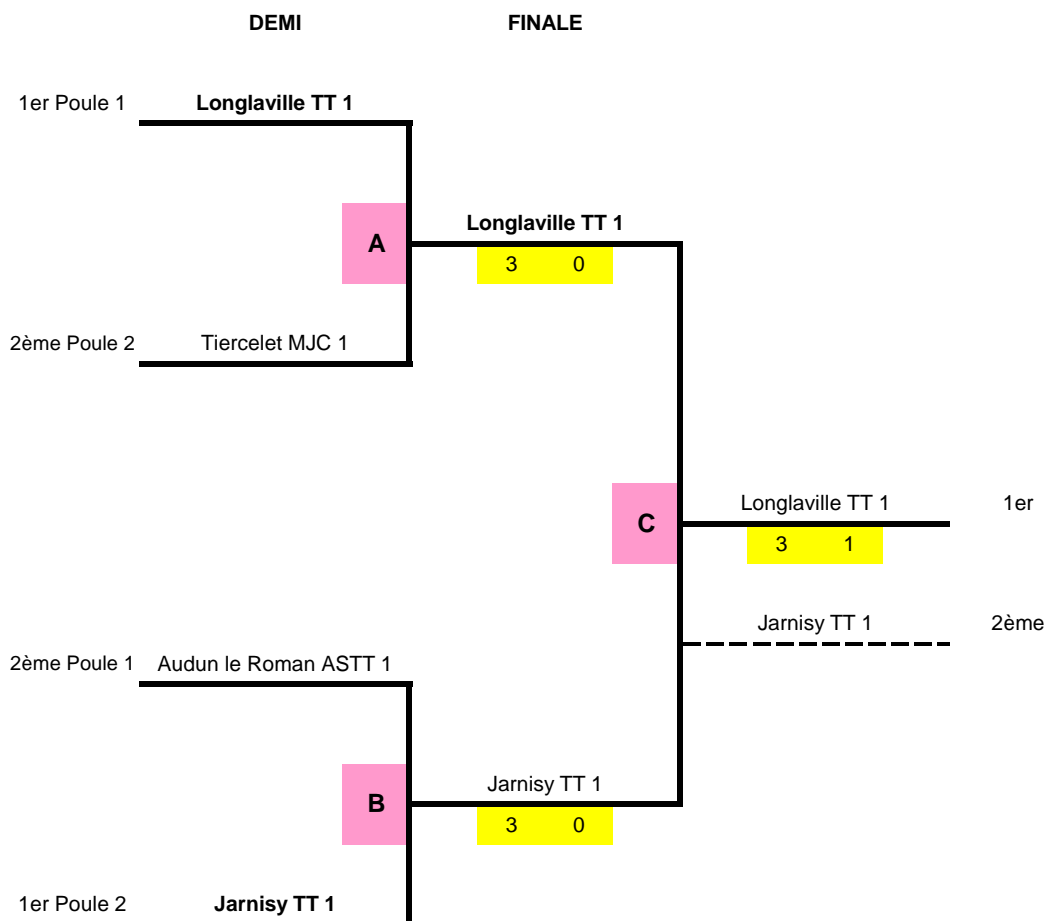 DEMI FINALE
1er Poule 1 Longlaville TT 1
A Longlaville TT 1
3 0
2ème Poule 2 Tiercelet MJC 1
C Longlaville TT 1 1er
3 1
Jarnisy TT 1 2ème
2ème Poule 1 Audun le Roman ASTT 1
B Jarnisy TT 1
3 0
1er Poule 2 Jarnisy TT 1